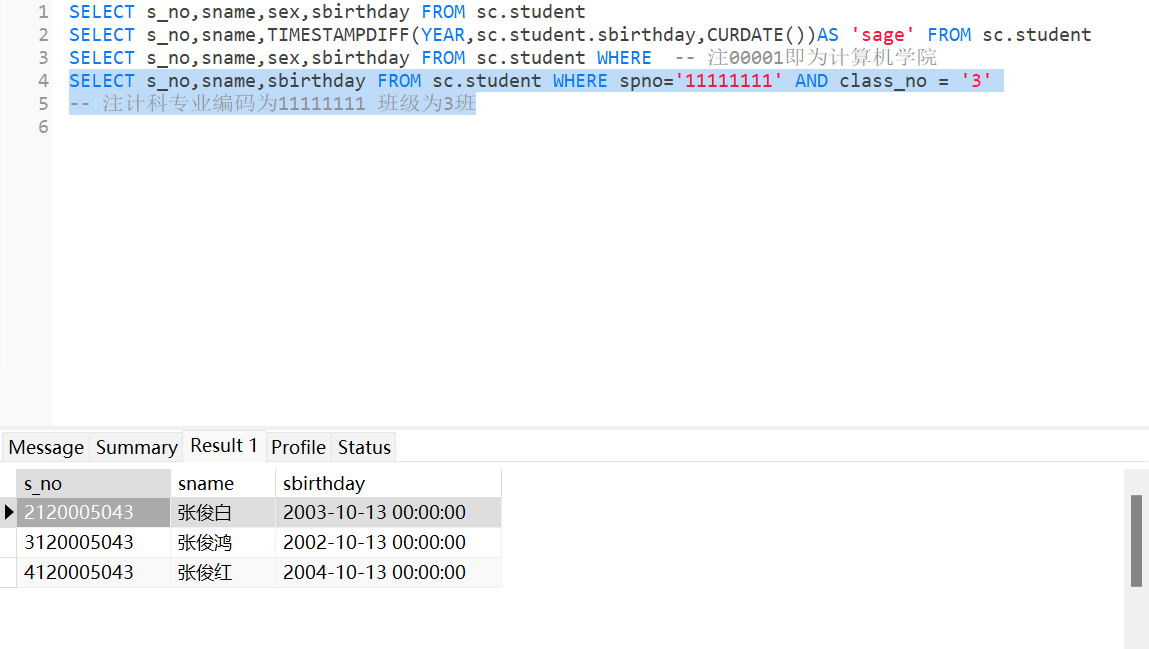 1 SELECT s_no,sname,sex,sbirthday FROM sc.student
2 SELECT s_no,sname,TIMESTAMPDIFF(YEAR,sc.student.sbirthday,CURDATE())AS 'sage' FROM sc.student
3 SELECT s_no,sname,sex,sbirthday FROM sc.student WHERE  -- 注00001即为计算机学院
4 SELECT s_no,sname,sbirthday FROM sc.student WHERE spno='11111111' AND class_no = '3'
5 -- 注计科专业编码为11111111 班级为3班
6
Message Summary Result 1 Profile Status
s_no sname sbirthday
2120005043 张俊白 2003-10-13 00:00:00
3120005043 张俊鸿 2002-10-13 00:00:00
4120005043 张俊红 2004-10-13 00:00:00